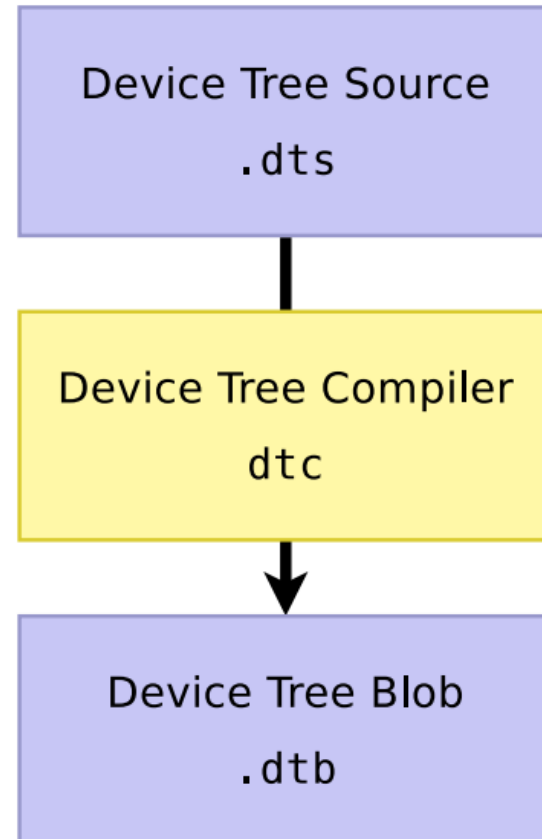 Device Tree Source
.dts
Device Tree Compiler
dtc
Device Tree Blob
.dtb